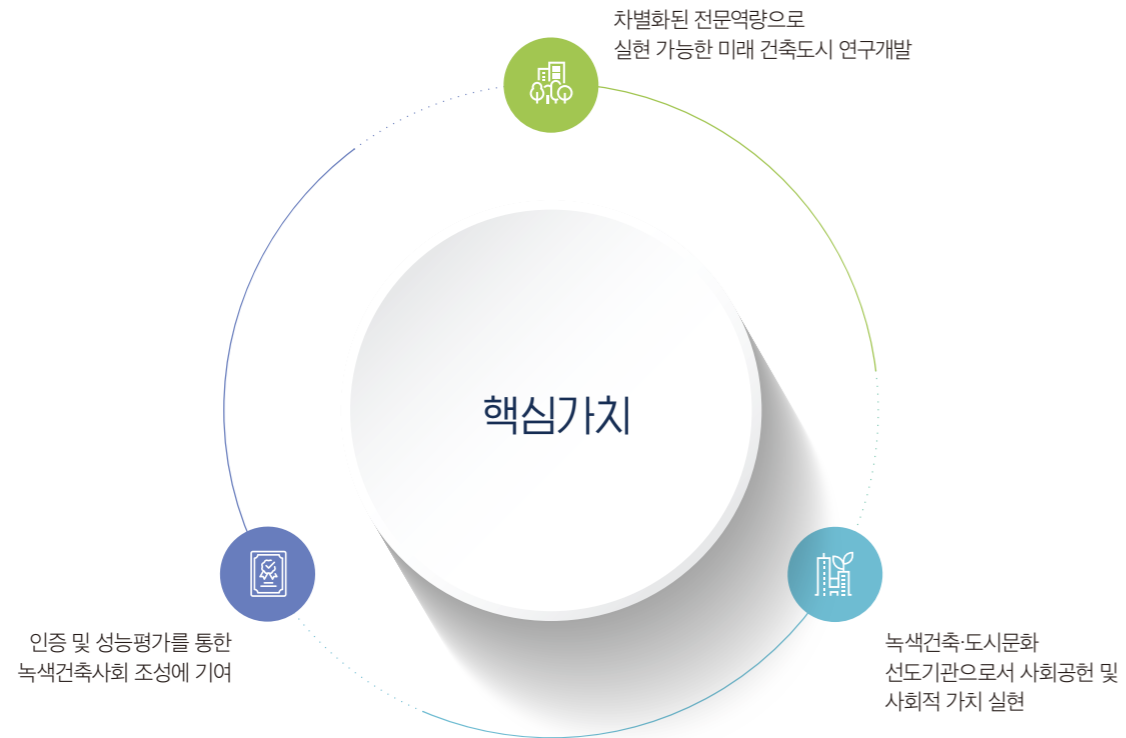 차별화된 전문역량으로
실현 가능한 미래 건축도시 연구개발
핵심가치
인증 및 성능평가를 통한
녹색건축사회 조성에 기여
녹색건축·도시문화
선도기관으로서 사회공헌 및
사회적 가치 실현